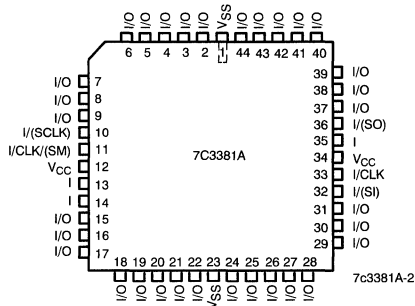 I/O I/O I/O I/O I/O VSS I/O I/O I/O I/O I/O
6 5 4 3 2 1 44 43 42 41 40
I/O 7
I/O 8
I/O 9
I/(SCLK) 10
I/CLK/(SM) 11
VCC 12
I 13
I 14
I/O 15
I/O 16
I/O 17
7C3381A
39 I/O
38 I/O
37 I/O
36 I/(SO)
35 I
34 VCC
33 I/CLK
32 I/(SI)
31 I/O
30 I/O
29 I/O
18 19 20 21 22 23 24 25 26 27 28
I/O I/O I/O I/O I/O VSS I/O I/O I/O I/O I/O
7c3381A-2